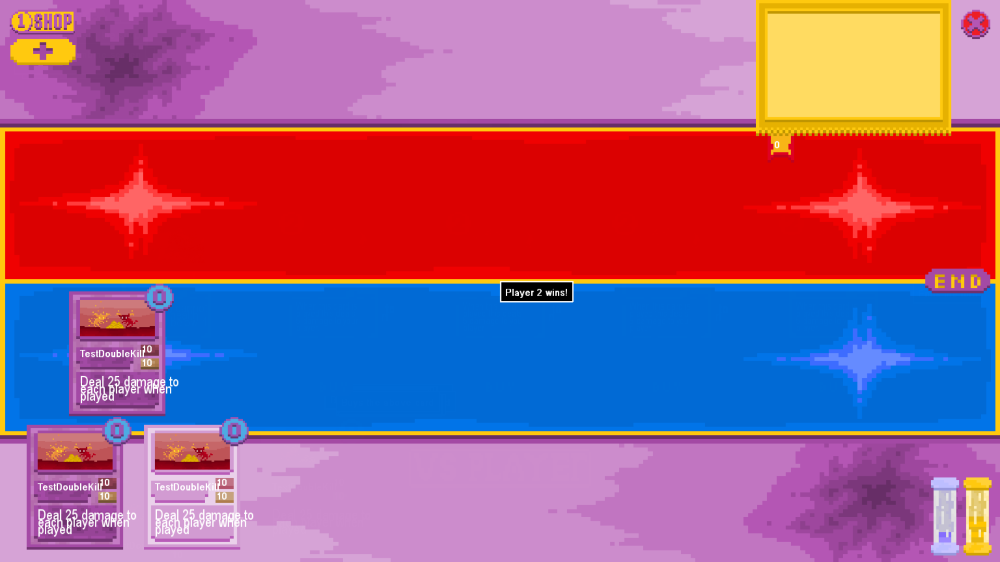 1 SHOP
+
0
END
Player 2 wins!
0
TestDoubleKill
10
10
Deal 25 damage to
each player when
played
0
TestDoubleKill
10
10
Deal 25 damage to
each player when
played
0
TestDoubleKill
10
10
Deal 25 damage to
each player when
played